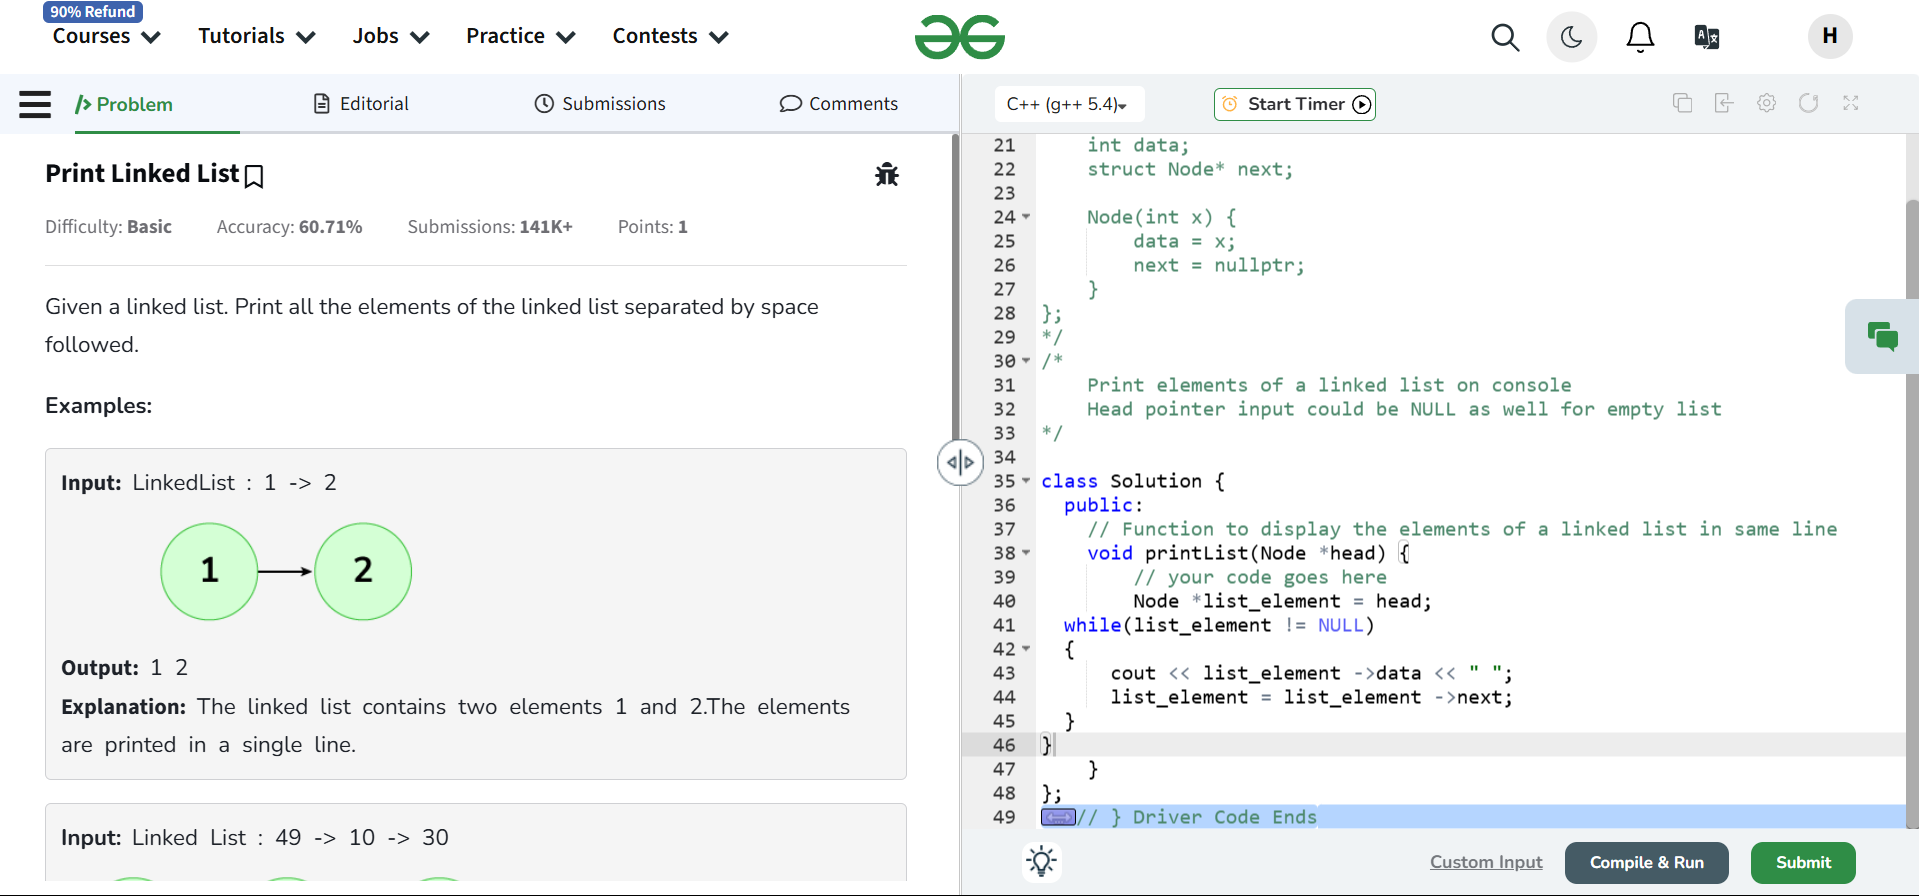 90% Refund
Courses Tutorials Jobs Practice Contests H
Problem Editorial Submissions Comments C++ (g++ 5.4) Start Timer
Print Linked List
Difficulty: Basic Accuracy: 60.71% Submissions: 141K+ Points: 1
Given a linked list. Print all the elements of the linked list separated by space
followed.
Examples:
Input: LinkedList : 1 -> 2
1 2
Output: 1 2
Explanation: The linked list contains two elements 1 and 2.The elements
are printed in a single line.
Input: Linked List : 49 -> 10 -> 30
21 int data;
22 struct Node* next;
23
24 Node(int x) {
25 data = x;
26 next = nullptr;
27 }
28 };
29 */
30 /*
31 Print elements of a linked list on console
32 Head pointer input could be NULL as well for empty list
33 */
34
35 class Solution {
36 public:
37 // Function to display the elements of a linked list in same line
38 void printList(Node *head) {
39 // your code goes here
40 Node *list_element = head;
41 while(list_element != NULL)
42 {
43 cout << list_element ->data << " ";
44 list_element = list_element ->next;
45 }
46 }
47 }
48 };
49 // } Driver Code Ends
Custom Input Compile & Run Submit